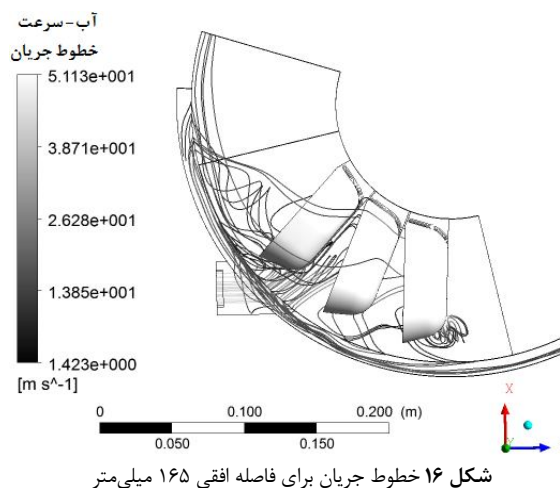 آب-سرعت
خطوط جریان
5.113e+001
3.871e+001
2.628e+001
1.385e+001
1.423e+000
[m s^-1]
0 0.100 0.200 (m)
0.050 0.150
X
Y
شکل ۱۶ خطوط جریان برای فاصله افقی ۱۶۵ میلی‌متر